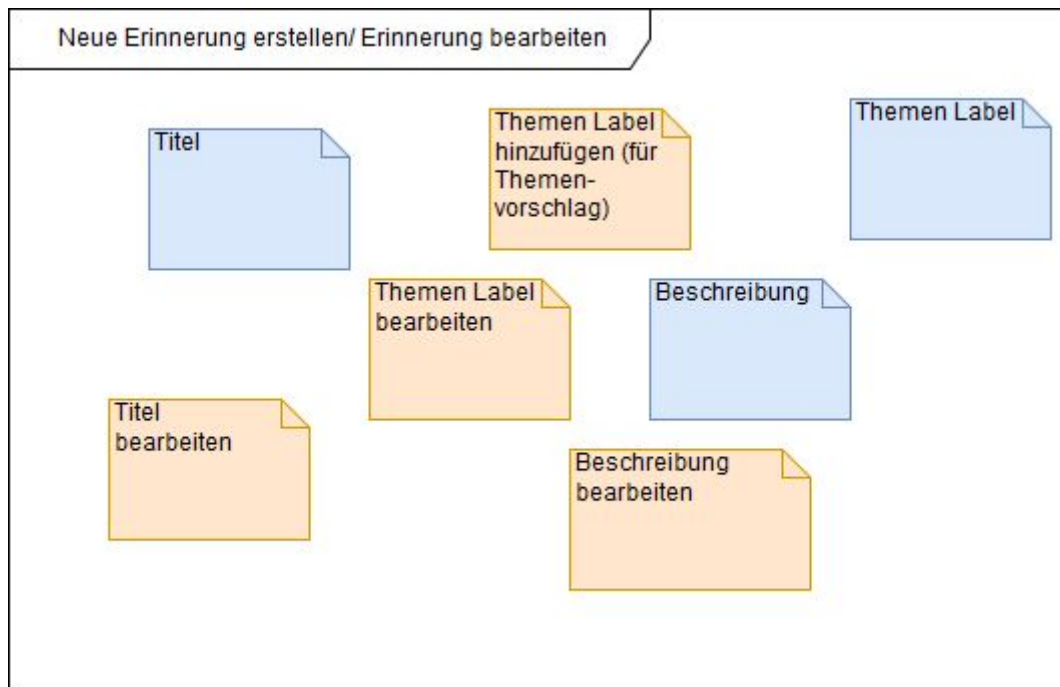 Neue Erinnerung erstellen/ Erinnerung bearbeiten
Titel
Themen Label
hinzufügen (für
Themen-
vorschlag)
Themen Label
Themen Label
bearbeiten
Beschreibung
Titel
bearbeiten
Beschreibung
bearbeiten